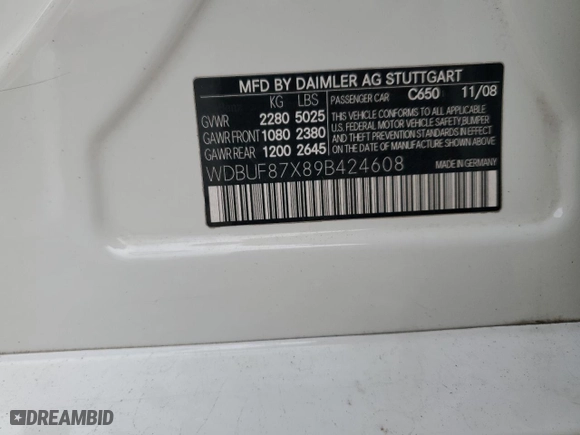 MFD BY DAIMLER AG STUTTGART
KG LBS
GVWR 2280 5025
GAWR FRONT 1080 2380
GAWR REAR 1200 2645
PASSENGER CAR C650 11/08
THIS VEHICLE CONFORMS TO ALL APPLICABLE
U.S. FEDERAL MOTOR VEHICLE SAFETY, BUMPER
AND THEFT PREVENTION STANDARDS IN EFFECT
ON THE DATE OF MANUFACTURE SHOWN ABOVE.
WDBUF87X89B424608
MADE IN GERMANY
DREAMBID